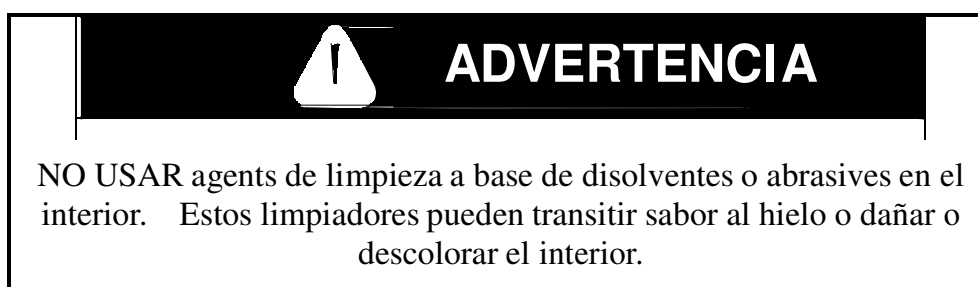 ADVERTENCIA
NO USAR agents de limpieza a base de disolventes o abrasives en el
interior. Estos limpiadores pueden transitir sabor al hielo o dañar o
descolorar el interior.